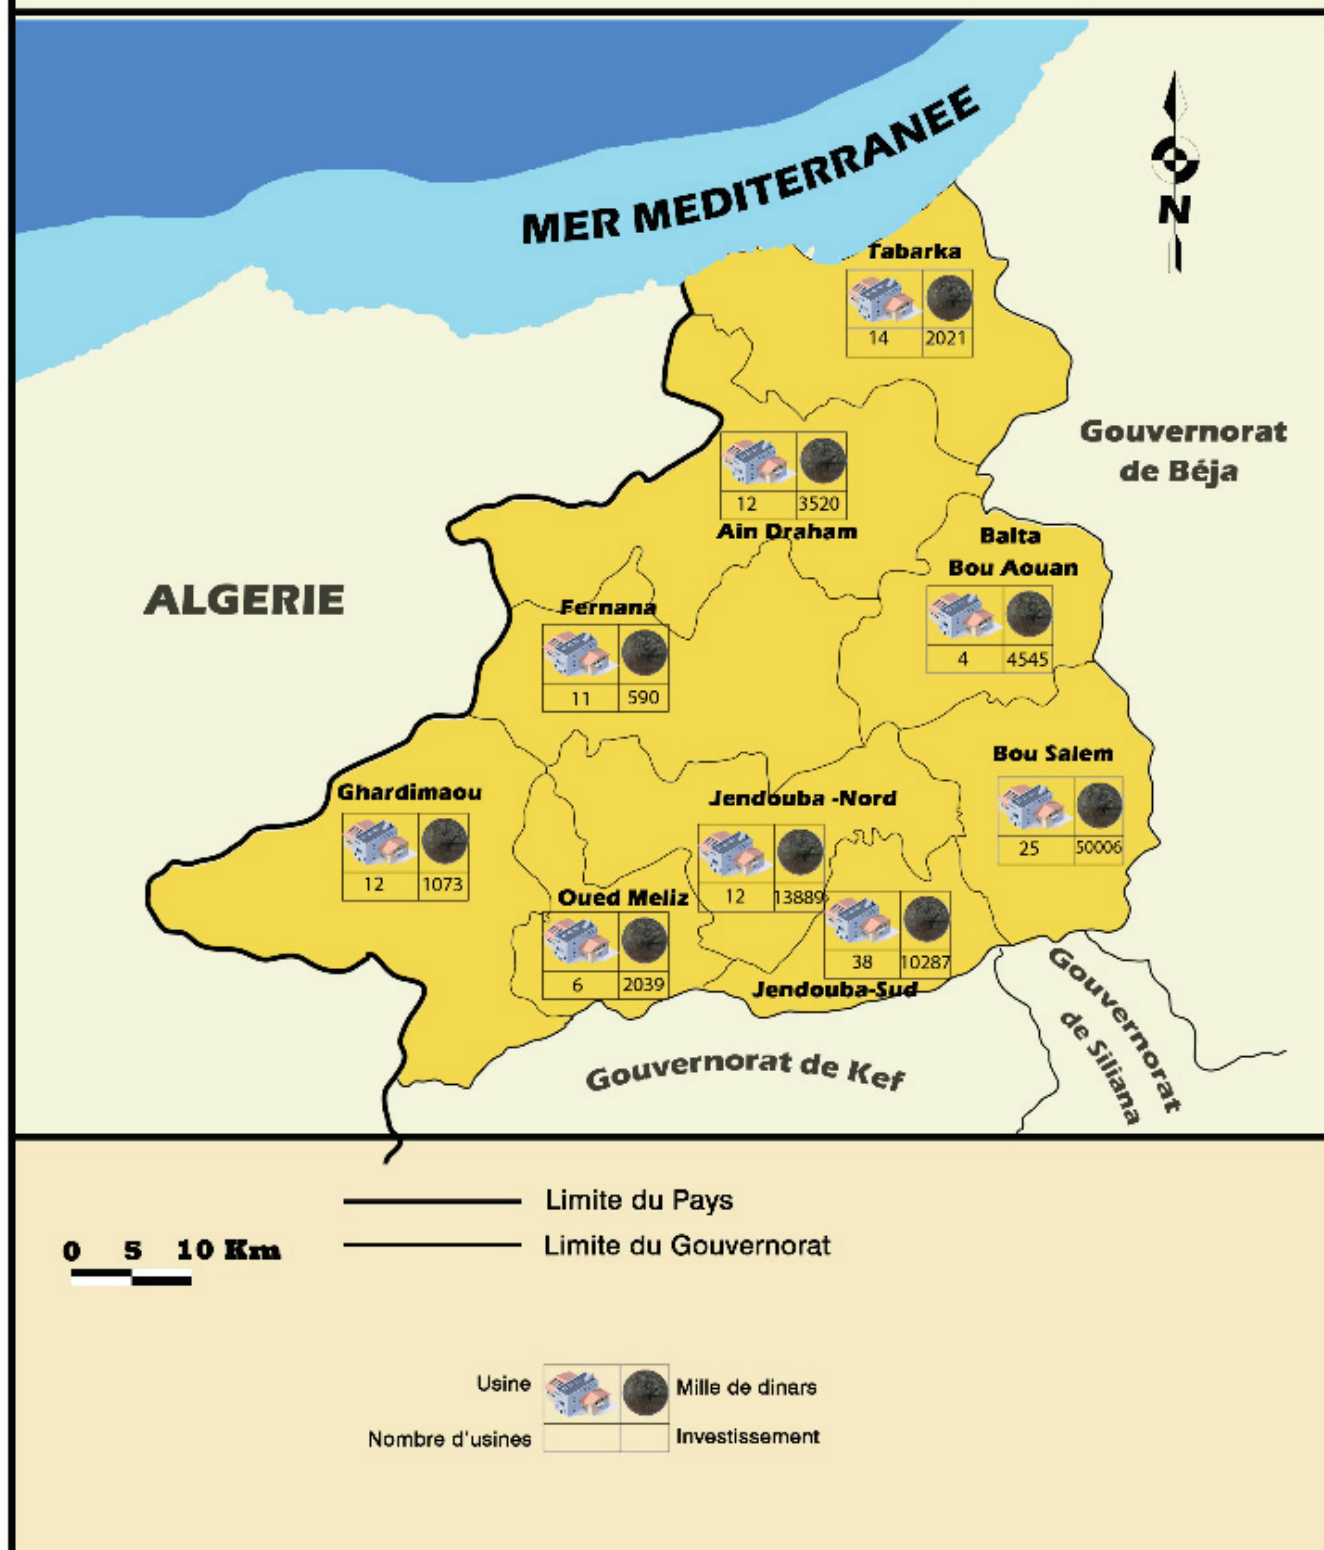 MER MEDITERRANEE
N
Tabarka
14 2021
Gouvernorat
de Béja
12 3520
Ain Draham
Balta
Bou Aouan
4 4545
ALGERIE
Fernana
11 590
Bou Salem
25 50006
Ghardimaou
12 1073
Jendouba -Nord
12 13889
Oued Meliz
6 2039
38 10287
Jendouba-Sud
Gouvernorat de Kef
Gouvernorat
de Siliana
Limite du Pays
Limite du Gouvernorat
0 5 10 Km
Usine Mille de dinars
Nombre d'usines Investissement